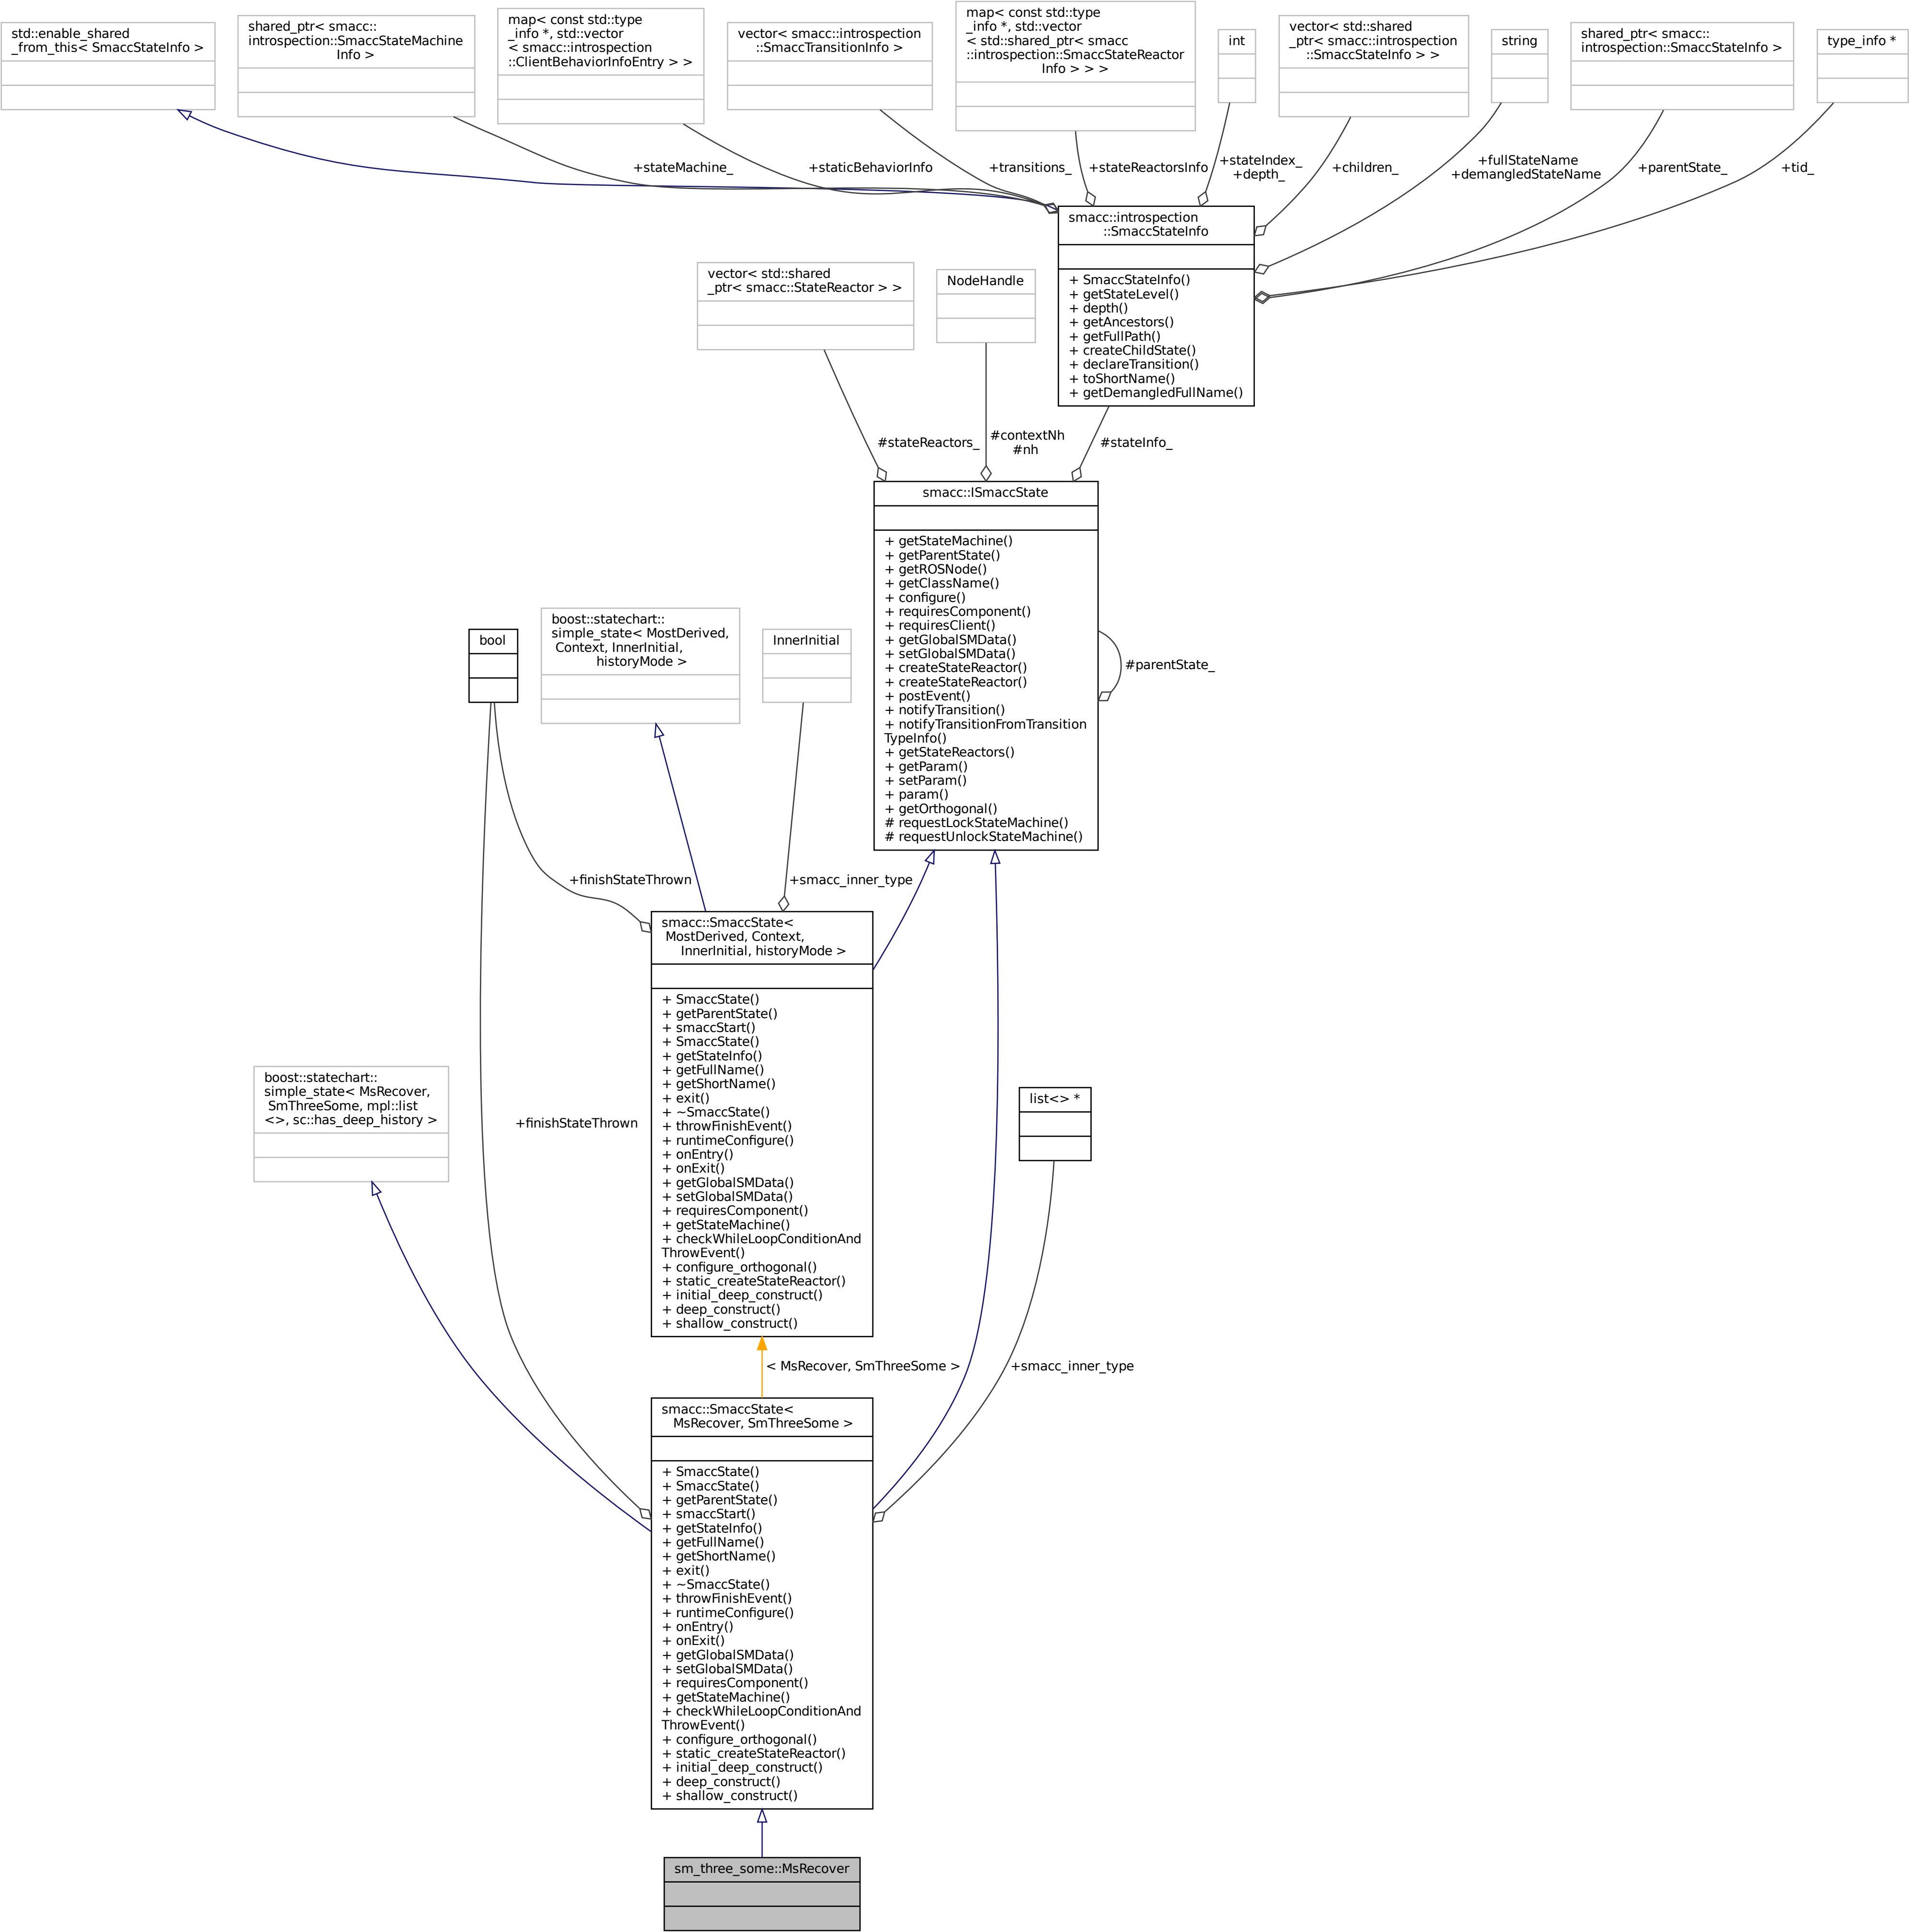 std::enable_shared
_from_this< SmaccStateInfo >
shared_ptr< smacc::
introspection::SmaccStateMachine
Info >
map< const std::type
_info *, std::vector
< smacc::introspection
::ClientBehaviorInfoEntry > >
vector< smacc::introspection
::SmaccTransitionInfo >
map< const std::type
_info *, std::vector
< std::shared_ptr< smacc
::introspection::SmaccStateReactor
Info > > >
int
vector< std::shared
_ptr< smacc::introspection
::SmaccStateInfo > >
string
shared_ptr< smacc::
introspection::SmaccStateInfo >
type_info *
+stateMachine_
+staticBehaviorInfo
+transitions_
+stateReactorsInfo
+stateIndex_
+depth_
+children_
+fullStateName
+demangledStateName
+parentState_
+tid_
smacc::introspection
::SmaccStateInfo
+ SmaccStateInfo()
+ getStateLevel()
+ depth()
+ getAncestors()
+ getFullPath()
+ createChildState()
+ declareTransition()
+ toShortName()
+ getDemangledFullName()
vector< std::shared
_ptr< smacc::StateReactor > >
NodeHandle
#stateReactors_
#contextNh
#nh
#stateInfo_
smacc::ISmaccState
+ getStateMachine()
+ getParentState()
+ getROSNode()
+ getClassName()
+ configure()
+ requiresComponent()
+ requiresClient()
+ getGlobalSMData()
+ setGlobalSMData()
+ createStateReactor()
+ createStateReactor()
+ postEvent()
+ notifyTransition()
+ notifyTransitionFromTransition
TypeInfo()
+ getStateReactors()
+ getParam()
+ setParam()
+ param()
+ getOrthogonal()
# requestLockStateMachine()
# requestUnlockStateMachine()
#parentState_
bool
boost::statechart::
simple_state< MostDerived,
Context, InnerInitial,
historyMode >
InnerInitial
+finishStateThrown
+smacc_inner_type
smacc::SmaccState<
MostDerived, Context,
InnerInitial, historyMode >
+ SmaccState()
+ getParentState()
+ smaccStart()
+ SmaccState()
+ getStateInfo()
+ getFullName()
+ getShortName()
+ exit()
+ ~SmaccState()
+ throwFinishEvent()
+ runtimeConfigure()
+ onEntry()
+ onExit()
+ getGlobalSMData()
+ setGlobalSMData()
+ requiresComponent()
+ getStateMachine()
+ checkWhileLoopConditionAnd
ThrowEvent()
+ configure_orthogonal()
+ static_createStateReactor()
+ initial_deep_construct()
+ deep_construct()
+ shallow_construct()
boost::statechart::
simple_state< MsRecover,
SmThreeSome, mpl::list
<>, sc::has_deep_history >
+finishStateThrown
list<> *
< MsRecover, SmThreeSome >
+smacc_inner_type
smacc::SmaccState<
MsRecover, SmThreeSome >
+ SmaccState()
+ SmaccState()
+ getParentState()
+ smaccStart()
+ getStateInfo()
+ getFullName()
+ getShortName()
+ exit()
+ ~SmaccState()
+ throwFinishEvent()
+ runtimeConfigure()
+ onEntry()
+ onExit()
+ getGlobalSMData()
+ setGlobalSMData()
+ requiresComponent()
+ getStateMachine()
+ checkWhileLoopConditionAnd
ThrowEvent()
+ configure_orthogonal()
+ static_createStateReactor()
+ initial_deep_construct()
+ deep_construct()
+ shallow_construct()
sm_three_some::MsRecover